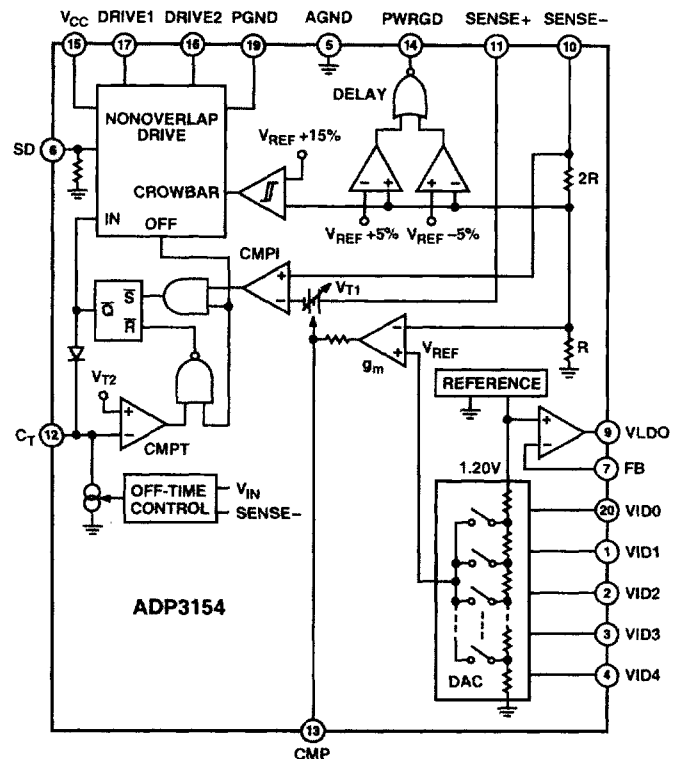 VCC DRIVE1 DRIVE2 PGND AGND PWRGD SENSE+ SENSE–
15 17 16 19 5 14 11 10
DELAY
NONOVERLAP
DRIVE
VREF +15%
SD 6
2R
CROWBAR
IN
OFF
VREF +5% VREF –5%
CMPI
VT1
Q S
R
R
VREF
gm
VT2
REFERENCE
CT 12
CMPT
9 VLDO
7 FB
1.20V
OFF-TIME
CONTROL
VIN
SENSE–
20 VID0
1 VID1
2 VID2
ADP3154
3 VID3
4 VID4
DAC
13
CMP